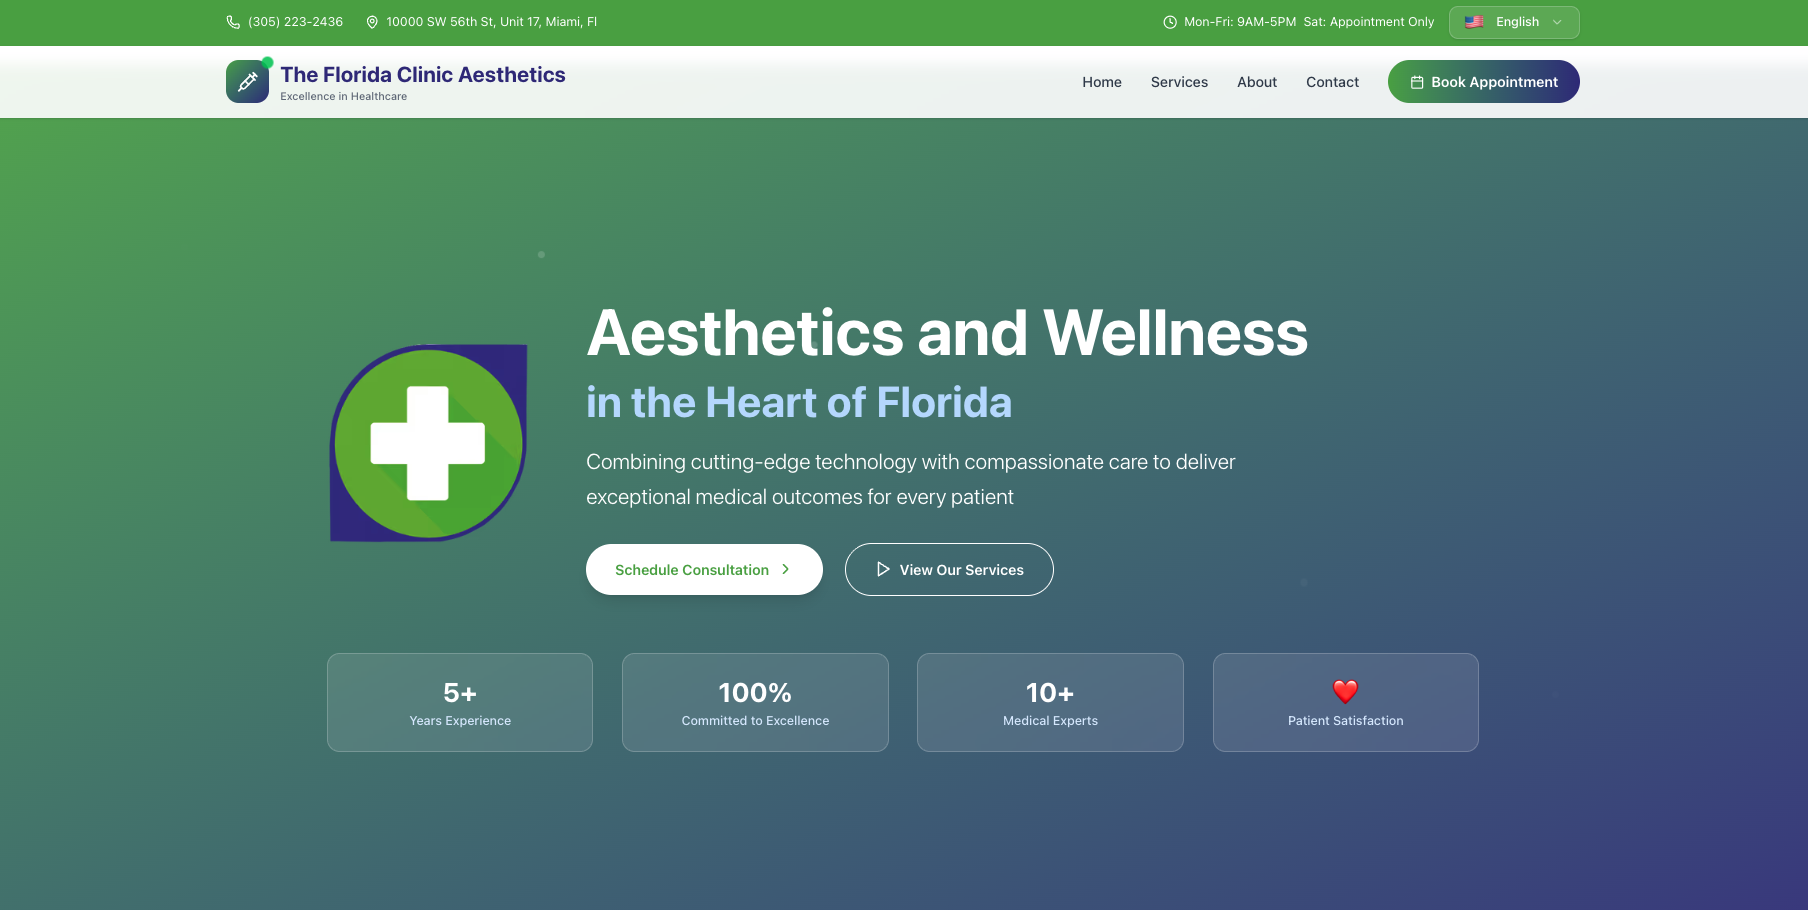 (305) 223-2436
10000 SW 56th St, Unit 17, Miami, Fl
Mon-Fri: 9AM-5PM Sat: Appointment Only
English
The Florida Clinic Aesthetics
Excellence in Healthcare
Home
Services
About
Contact
Book Appointment
Aesthetics and Wellness
in the Heart of Florida
Combining cutting-edge technology with compassionate care to deliver
exceptional medical outcomes for every patient
Schedule Consultation
View Our Services
5+
Years Experience
100%
Committed to Excellence
10+
Medical Experts
❤️
Patient Satisfaction